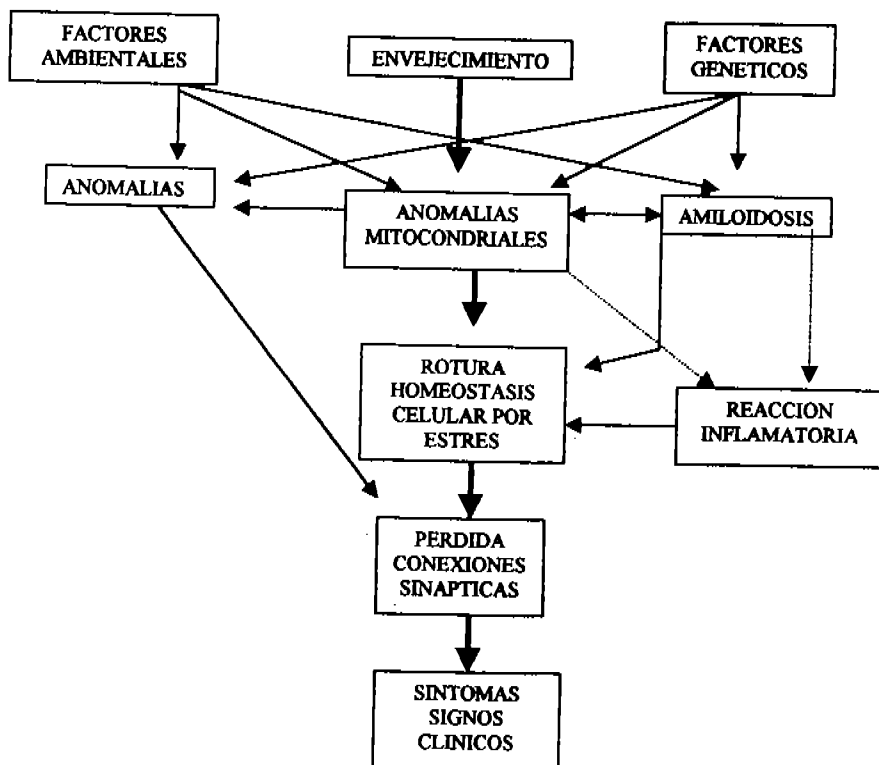 FACTORES
AMBIENTALES
ENVEJECIMIENTO
FACTORES
GENETICOS
ANOMALIAS
ANOMALIAS
MITOCONDRIALES
AMILOIDOSIS
ROTURA
HOMEOSTASIS
CELULAR POR
ESTRES
REACCION
INFLAMATORIA
PERDIDA
CONEXIONES
SINAPTICAS
SINTOMAS
SIGNOS
CLINICOS